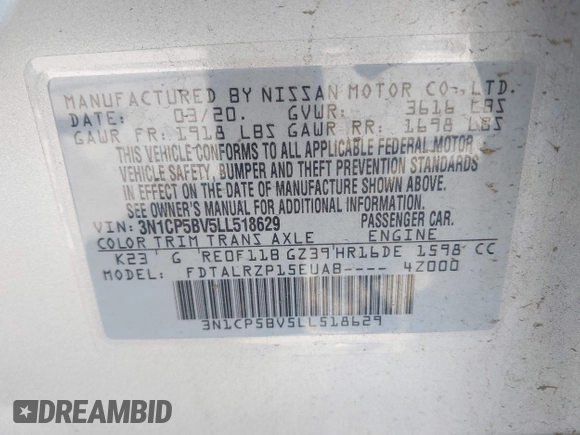 MANUFACTURED BY NISSAN MOTOR CO., LTD.
DATE: 03/20. GVWR: 3616 LBS
GAWR FR: 1918 LBS GAWR RR: 1698 LBS
THIS VEHICLE CONFORMS TO ALL APPLICABLE FEDERAL MOTOR
VEHICLE SAFETY, BUMPER AND THEFT PREVENTION STANDARDS
IN EFFECT ON THE DATE OF MANUFACTURE SHOWN ABOVE.
SEE OWNER'S MANUAL FOR ADDITIONAL INFORMATION.
VIN: 3N1CP5BV5LL518629 PASSENGER CAR.
COLOR TRIM TRANS AXLE ENGINE
K23 G RE0F11B GZ39 HR16DE 1598 CC
MODEL: FDTALRZP15EUAB---- 4Z000
3N1CP5BV5LL518629
DREAMBID